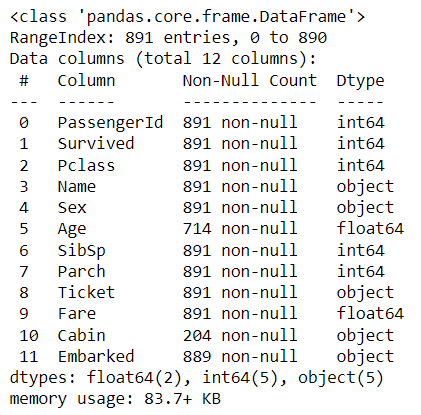 <class 'pandas.core.frame.DataFrame'>
RangeIndex: 891 entries, 0 to 890
Data columns (total 12 columns):
 #   Column       Non-Null Count  Dtype
---  ------       --------------  -----
 0   PassengerId  891 non-null    int64
 1   Survived     891 non-null    int64
 2   Pclass       891 non-null    int64
 3   Name         891 non-null    object
 4   Sex          891 non-null    object
 5   Age          714 non-null    float64
 6   SibSp        891 non-null    int64
 7   Parch        891 non-null    int64
 8   Ticket       891 non-null    object
 9   Fare         891 non-null    float64
 10  Cabin        204 non-null    object
 11  Embarked     889 non-null    object
dtypes: float64(2), int64(5), object(5)
memory usage: 83.7+ KB